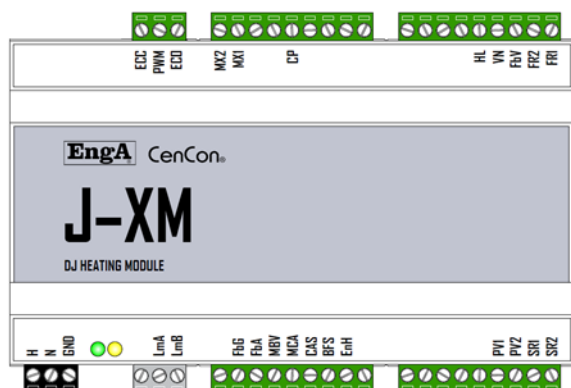 ECC PWM ECO MX2 MX1 CP HL VN FbV FR2 FR1
EngA CenCon®
J-XM
DJ HEATING MODULE
H N GND LmA LmB FbG FbA MBV MCA CAS BFS EnH PV1 PV2 SR1 SR2